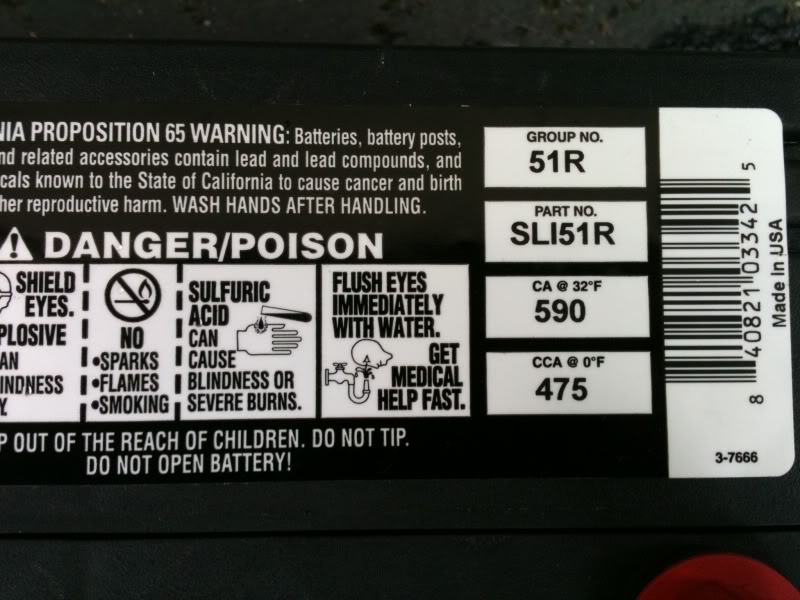 NIA PROPOSITION 65 WARNING: Batteries, battery posts,
nd related accessories contain lead and lead compounds, and
cals known to the State of California to cause cancer and birth
her reproductive harm. WASH HANDS AFTER HANDLING.
DANGER/POISON
SHIELD
EYES.
PLOSIVE
AN
INDNESS
Y.
NO
•SPARKS
•FLAMES
•SMOKING
SULFURIC
ACID
CAN
CAUSE
BLINDNESS OR
SEVERE BURNS.
FLUSH EYES
IMMEDIATELY
WITH WATER.
GET
MEDICAL
HELP FAST.
P OUT OF THE REACH OF CHILDREN. DO NOT TIP.
DO NOT OPEN BATTERY!
GROUP NO.
51R
PART NO.
SLI51R
CA @ 32°F
590
CCA @ 0°F
475
8 40821 03342 5
Made In USA
3-7666